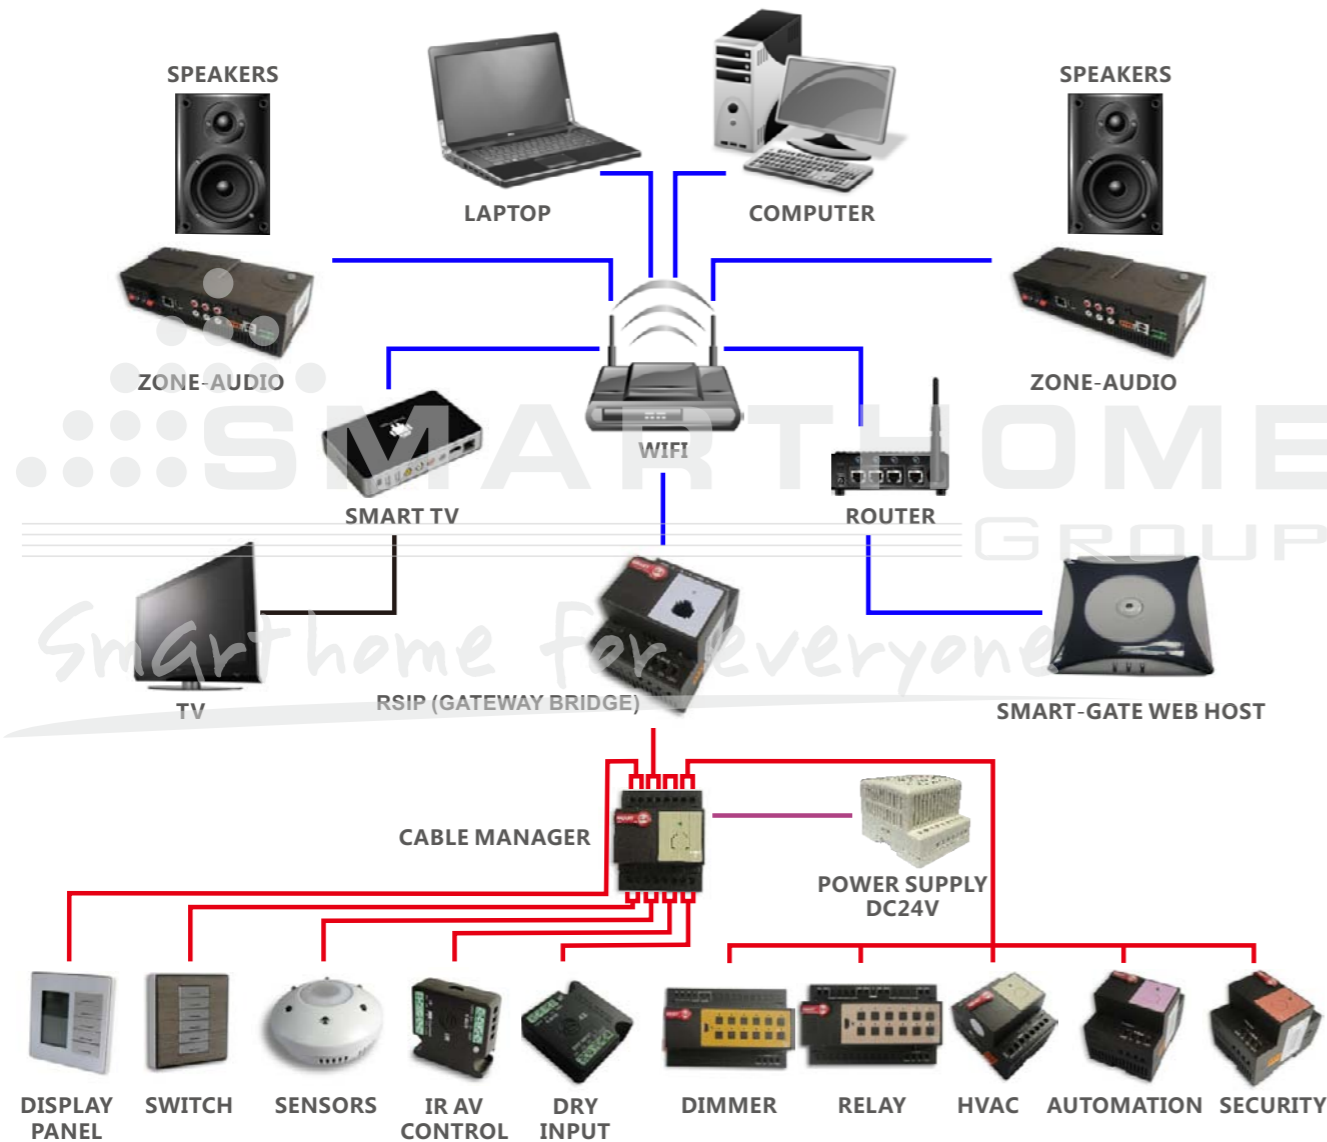 SPEAKERS
SPEAKERS
LAPTOP
COMPUTER
ZONE-AUDIO
ZONE-AUDIO
WIFI
SMARTHOME
SMART TV
ROUTER
GROUP
Smarthome for everyone
RSIP (GATEWAY BRIDGE)
TV
SMART-GATE WEB HOST
CABLE MANAGER
POWER SUPPLY
DC24V
DISPLAY
PANEL
SWITCH
SENSORS
IR AV
CONTROL
DRY
INPUT
DIMMER
RELAY
HVAC
AUTOMATION
SECURITY